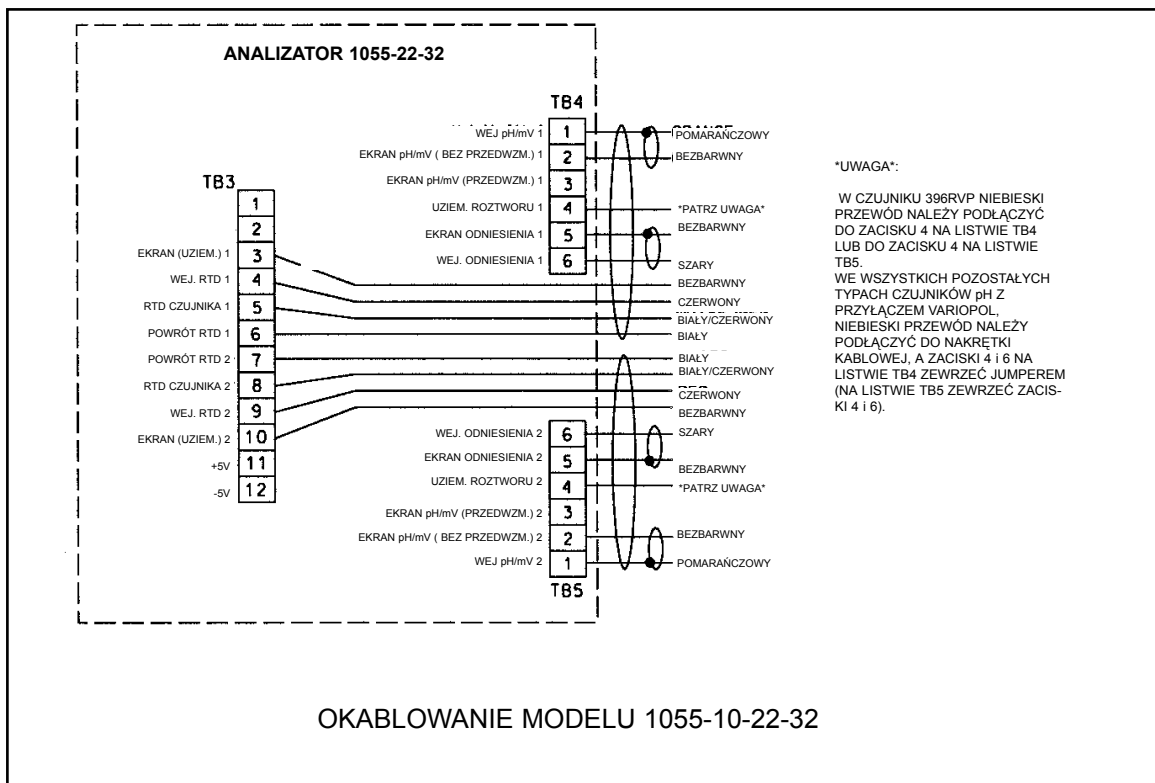 ANALIZATOR 1055-22-32
TB4
WEJ pH/mV 1
1
POMARAŃCZOWY
EKRAN pH/mV ( BEZ PRZEDWZM.) 1
2
BEZBARWNY
EKRAN pH/mV (PRZEDWZM.) 1
3
UZIEM. ROZTWORU 1
4
*PATRZ UWAGA*
EKRAN ODNIESIENIA 1
5
BEZBARWNY
WEJ. ODNIESIENIA 1
6
SZARY
TB3
1
2
EKRAN (UZIEM.) 1
3
BEZBARWNY
WEJ. RTD 1
4
CZERWONY
RTD CZUJNIKA 1
5
BIAŁY/CZERWONY
POWRÓT RTD 1
6
BIAŁY
POWRÓT RTD 2
7
BIAŁY
RTD CZUJNIKA 2
8
BIAŁY/CZERWONY
WEJ. RTD 2
9
CZERWONY
EKRAN (UZIEM.) 2
10
BEZBARWNY
+5V
11
-5V
12
WEJ. ODNIESIENIA 2
6
SZARY
EKRAN ODNIESIENIA 2
5
BEZBARWNY
UZIEM. ROZTWORU 2
4
*PATRZ UWAGA*
EKRAN pH/mV (PRZEDWZM.) 2
3
EKRAN pH/mV ( BEZ PRZEDWZM.) 2
2
BEZBARWNY
WEJ pH/mV 2
1
POMARAŃCZOWY
TB5
*UWAGA*:
W CZUJNIKU 396RVP NIEBIESKI
PRZEWÓD NALEŻY PODŁĄCZYĆ
DO ZACISKU 4 NA LISTWIE TB4
LUB DO ZACISKU 4 NA LISTWIE
TB5.
WE WSZYSTKICH POZOSTAŁYCH
TYPACH CZUJNIKÓW pH Z
PRZYŁĄCZEM VARIOPOL,
NIEBIESKI PRZEWÓD NALEŻY
PODŁĄCZYĆ DO NAKRĘTKI
KABLOWEJ, A ZACISKI 4 i 6 NA
LISTWIE TB4 ZEWRZEĆ JUMPEREM
(NA LISTWIE TB5 ZEWRZEĆ ZACIS-
KI 4 i 6).
OKABLOWANIE MODELU 1055-10-22-32